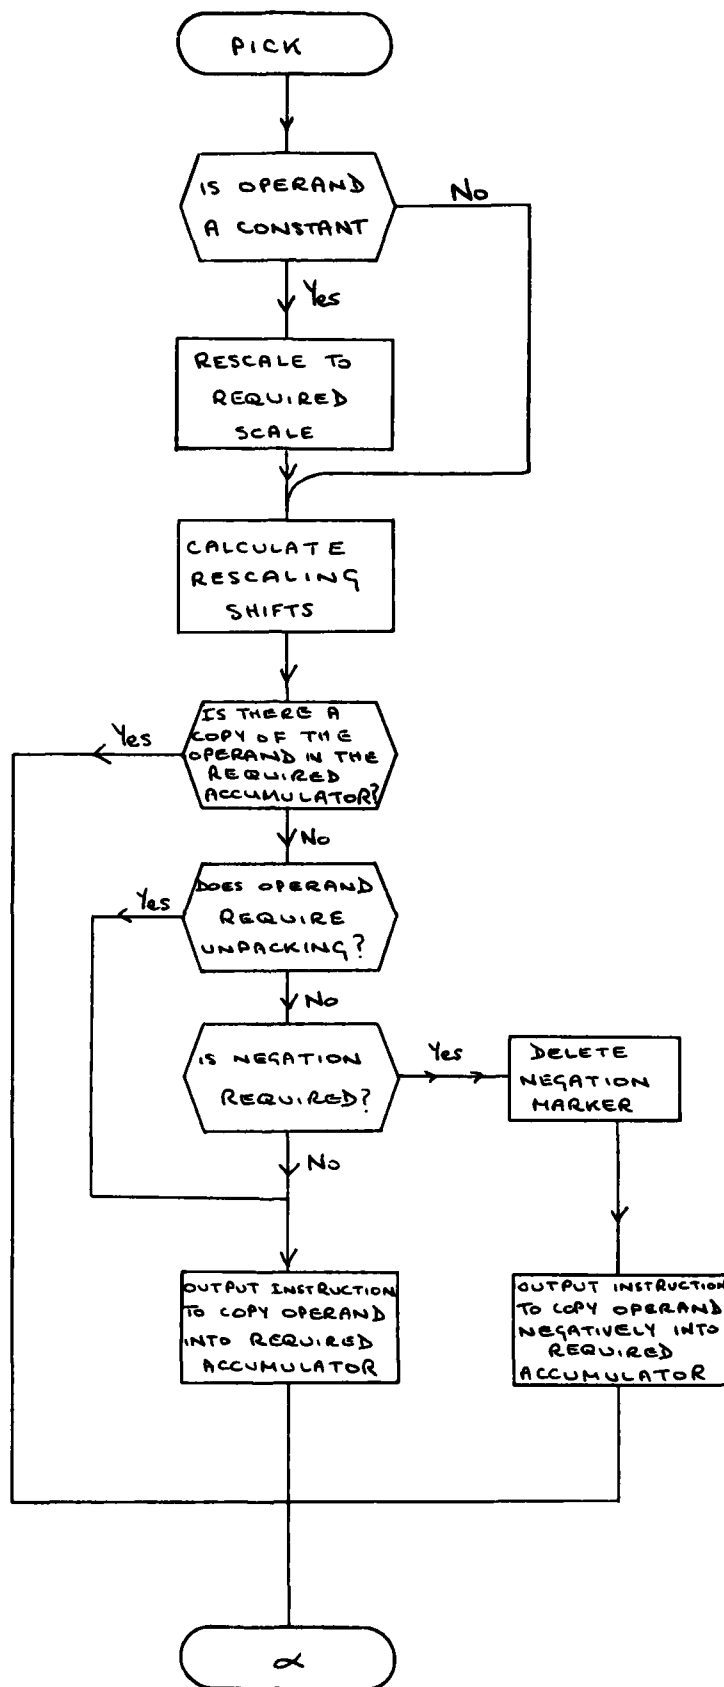 PICK
IS OPERAND
A CONSTANT
No
Yes
RESCALE TO
REQUIRED
SCALE
CALCULATE
RESCALING
SHIFTS
IS THERE A
COPY OF THE
OPERAND IN THE
REQUIRED
ACCUMULATOR?
Yes
No
DOES OPERAND
REQUIRE
UNPACKING?
Yes
No
IS NEGATION
REQUIRED?
Yes
DELETE
NEGATION
MARKER
No
OUTPUT INSTRUCTION
TO COPY OPERAND
INTO REQUIRED
ACCUMULATOR
OUTPUT INSTRUCTION
TO COPY OPERAND
NEGATIVELY INTO
REQUIRED
ACCUMULATOR
α